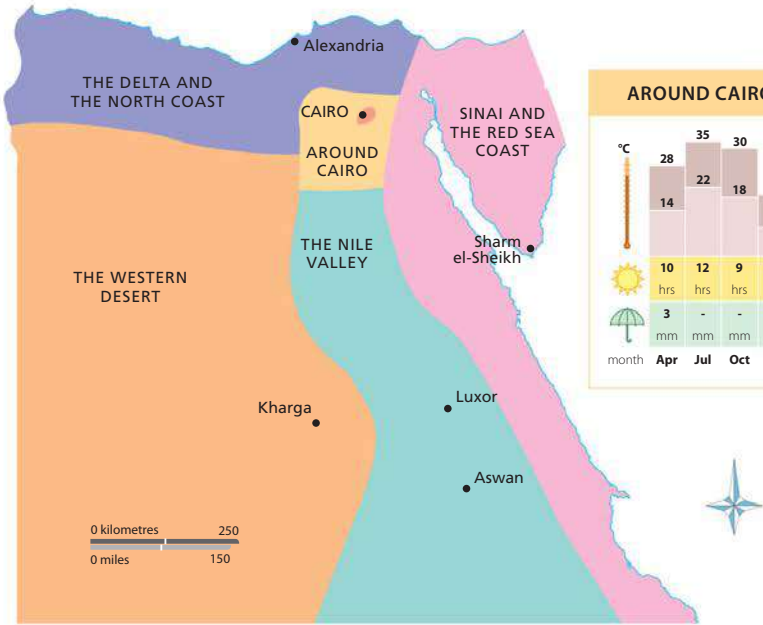 Alexandria
THE DELTA AND
THE NORTH COAST
CAIRO
AROUND
CAIRO
SINAI AND
THE RED SEA
COAST
THE NILE
VALLEY
Sharm
el-Sheikh
THE WESTERN
DESERT
Kharga
Luxor
Aswan
0 kilometres 250
0 miles 150
AROUND CAIRO
°C
28 35 30
14 22 18
10 12 9
hrs hrs hrs
3 - -
mm mm mm
month Apr Jul Oct